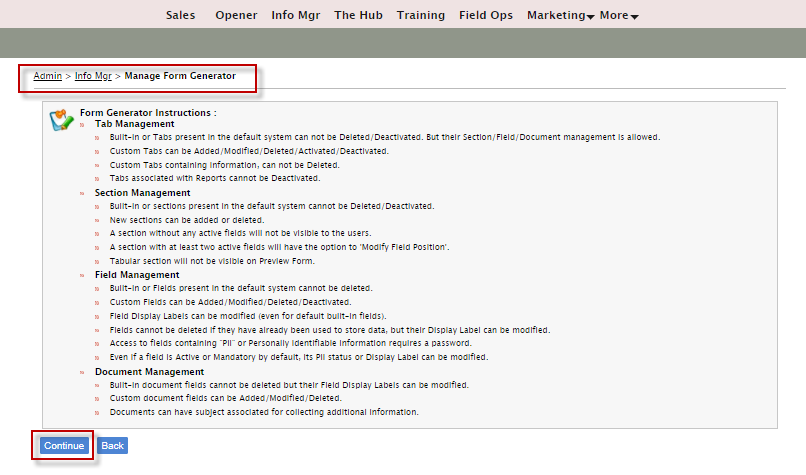 Sales Opener Info Mgr The Hub Training Field Ops Marketing More
Admin > Info Mgr > Manage Form Generator
Form Generator Instructions :
Tab Management
Built-in or Tabs present in the default system can not be Deleted/Deactivated. But their Section/Field/Document management is allowed.
Custom Tabs can be Added/Modified/Deleted/Activated/Deactivated.
Custom Tabs containing information, can not be Deleted.
Tabs associated with Reports cannot be Deactivated.
Section Management
Built-in or sections present in the default system cannot be Deleted/Deactivated.
New sections can be added or deleted.
A section without any active fields will not be visible to the users.
A section with at least two active fields will have the option to 'Modify Field Position'.
Tabular section will not be visible on Preview Form.
Field Management
Built-in or Fields present in the default system cannot be deleted.
Custom Fields can be Added/Modified/Deleted/Deactivated.
Field Display Labels can be modified (even for default built-in fields).
Fields cannot be deleted if they have already been used to store data, but their Display Label can be modified.
Access to fields containing "PII" or Personally Identifiable Information requires a password.
Even if a field is Active or Mandatory by default, its PII status or Display Label can be modified.
Document Management
Built-in document fields cannot be deleted but their Field Display Labels can be modified.
Custom document fields can be Added/Modified/Deleted.
Documents can have subject associated for collecting additional information.
Continue Back